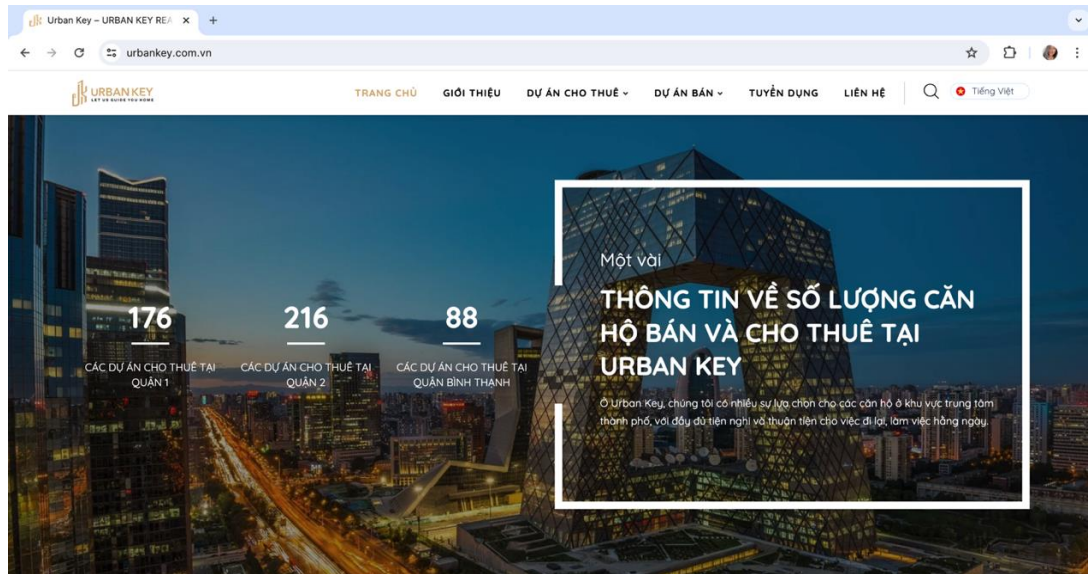 Urban Key – URBAN KEY REA
urbankey.com.vn
URBAN KEY
LET US GUIDE YOU HOME
TRANG CHỦ GIỚI THIỆU DỰ ÁN CHO THUÊ DỰ ÁN BÁN TUYỂN DỤNG LIÊN HỆ Tiếng Việt
176
CÁC DỰ ÁN CHO THUÊ TẠI
QUẬN 1
216
CÁC DỰ ÁN CHO THUÊ TẠI
QUẬN 2
88
CÁC DỰ ÁN CHO THUÊ TẠI
QUẬN BÌNH THẠNH
Một vài
THÔNG TIN VỀ SỐ LƯỢNG CĂN
HỘ BÁN VÀ CHO THUÊ TẠI
URBAN KEY
Ở Urban Key, chúng tôi có nhiều sự lựa chọn cho các căn hộ ở khu vực trung tâm
thành phố, với đầy đủ tiện nghi và thuận tiện cho việc đi lại, làm việc hằng ngày.